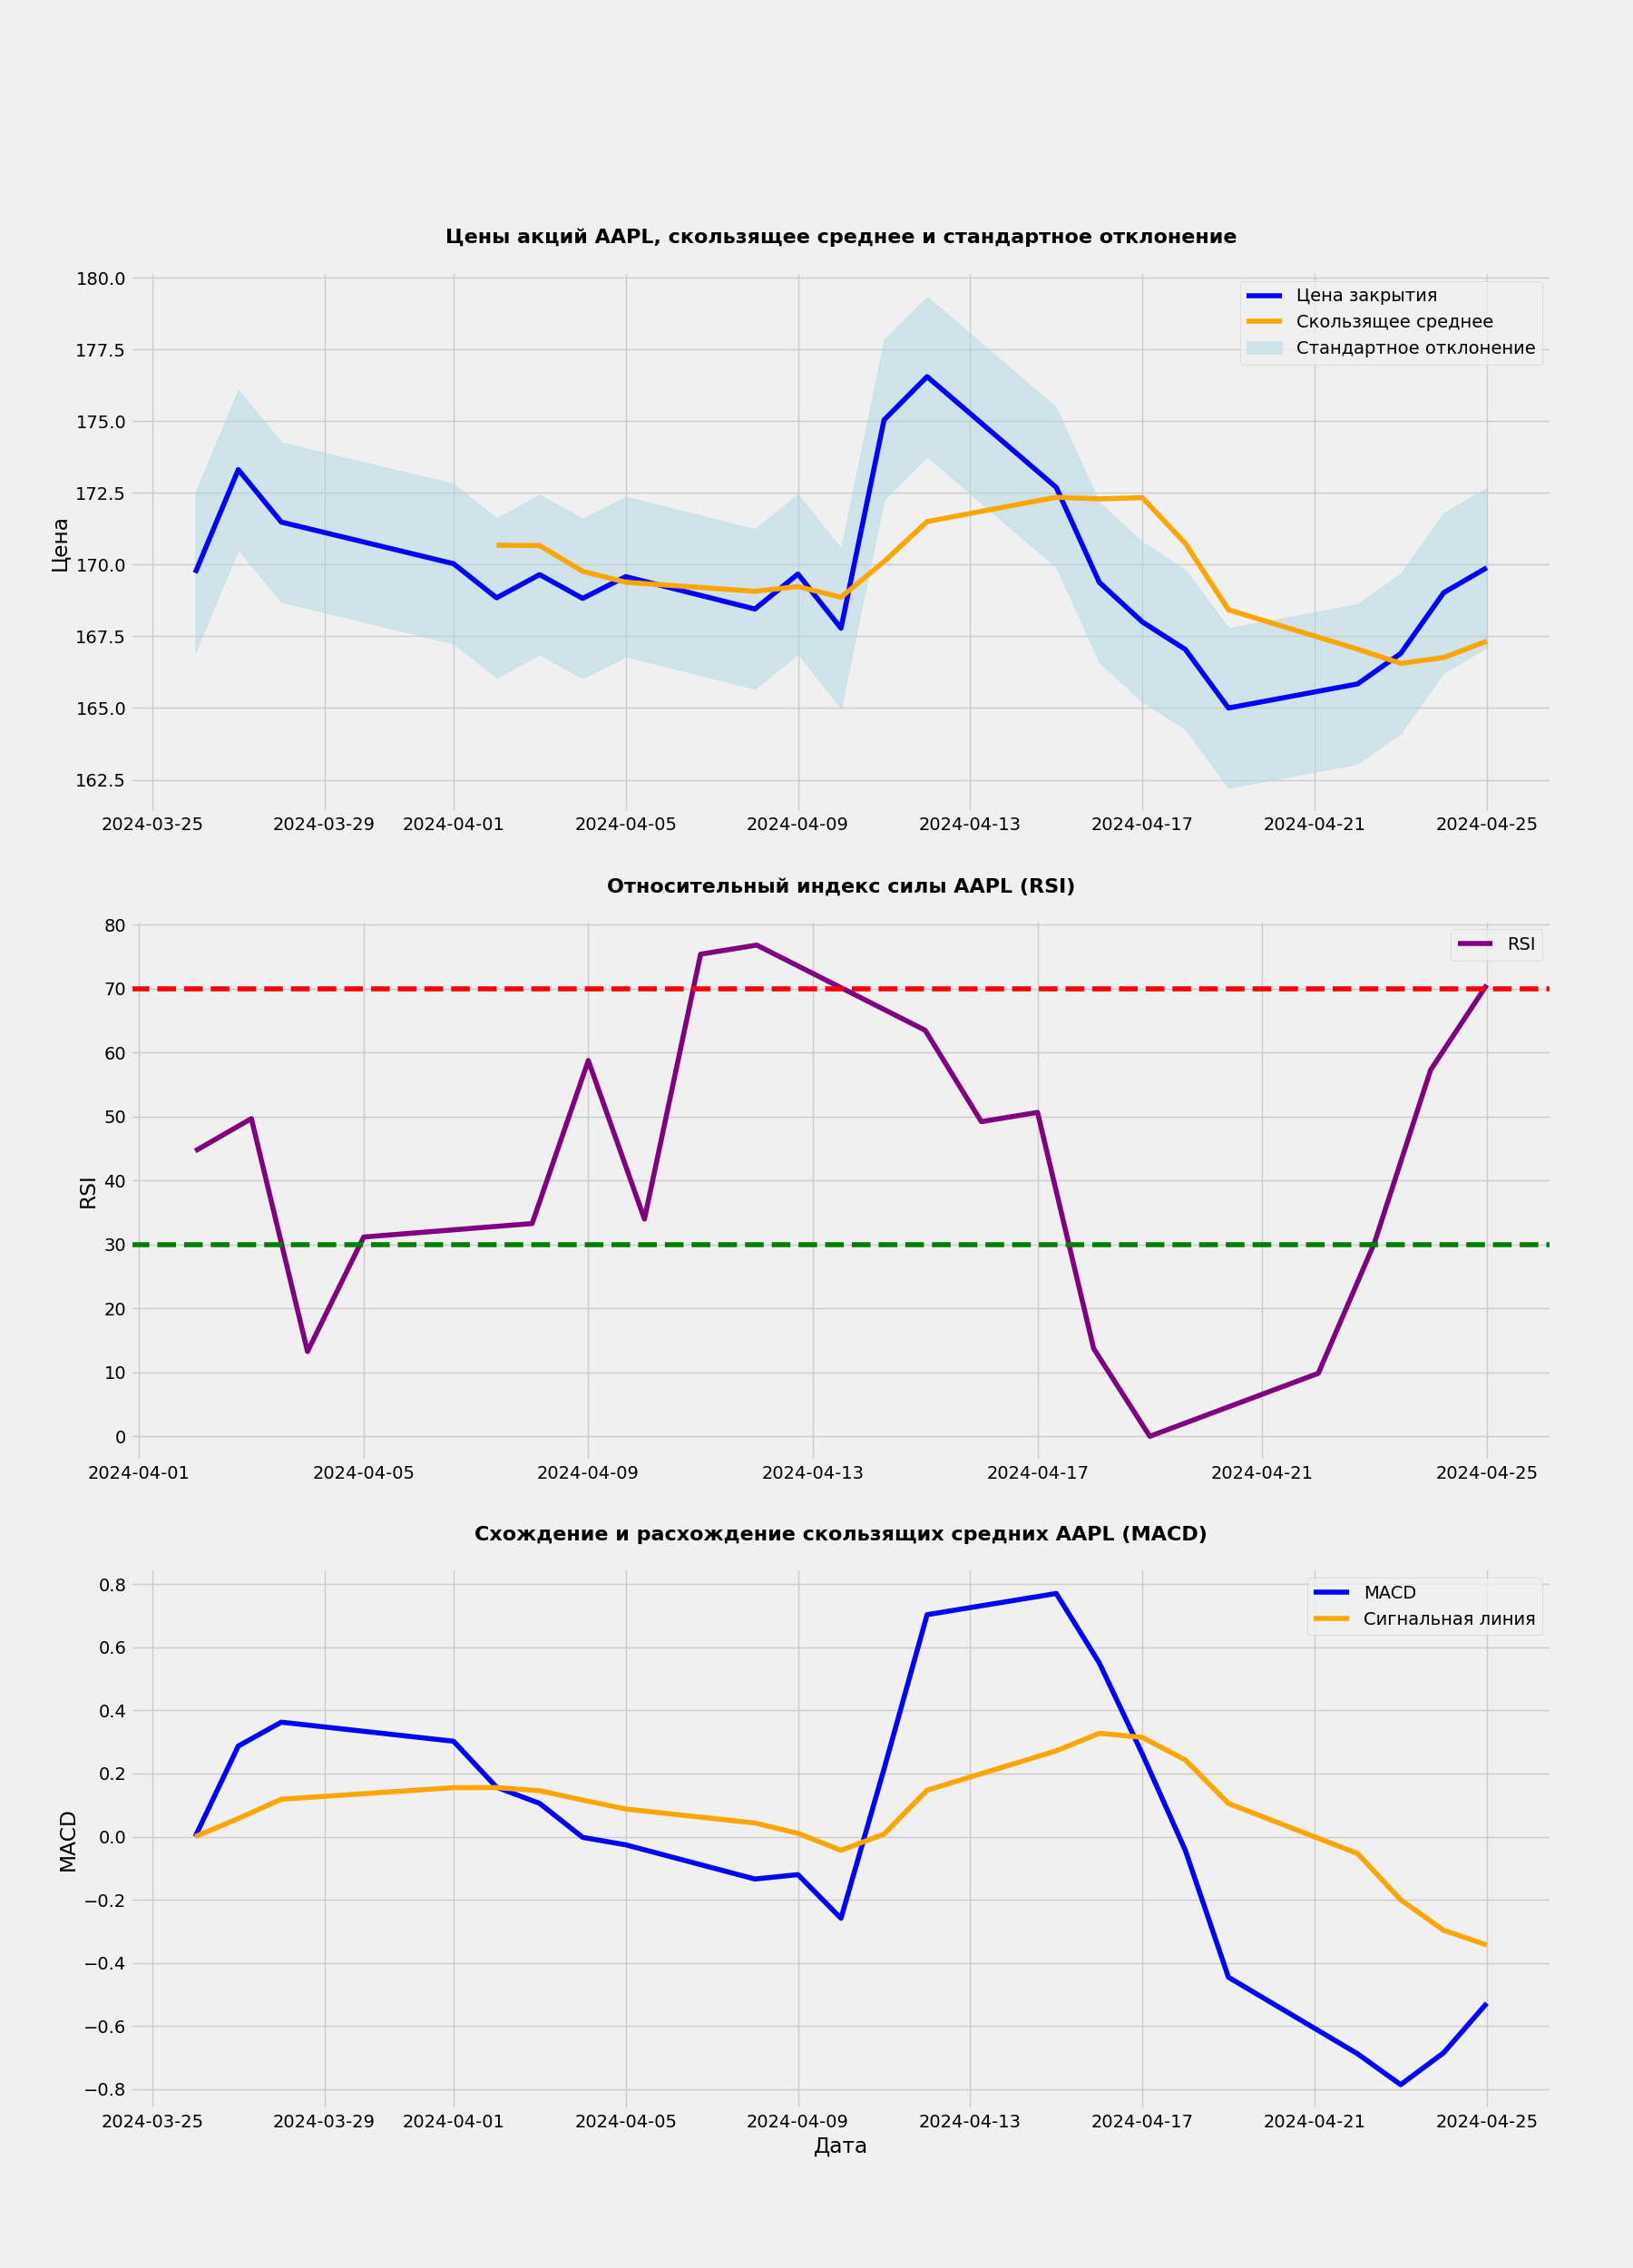 Цены акций AAPL, скользящее среднее и стандартное отклонение
Цена
180.0
177.5
175.0
172.5
170.0
167.5
165.0
162.5
Цена закрытия
Скользящее среднее
Стандартное отклонение
2024-03-25 2024-03-29 2024-04-01 2024-04-05 2024-04-09 2024-04-13 2024-04-17 2024-04-21 2024-04-25
Относительный индекс силы AAPL (RSI)
RSI
80
70
60
50
40
30
20
10
0
RSI
2024-04-01 2024-04-05 2024-04-09 2024-04-13 2024-04-17 2024-04-21 2024-04-25
Схождение и расхождение скользящих средних AAPL (MACD)
MACD
0.8
0.6
0.4
0.2
0.0
−0.2
−0.4
−0.6
−0.8
MACD
Сигнальная линия
2024-03-25 2024-03-29 2024-04-01 2024-04-05 2024-04-09 2024-04-13 2024-04-17 2024-04-21 2024-04-25
Дата